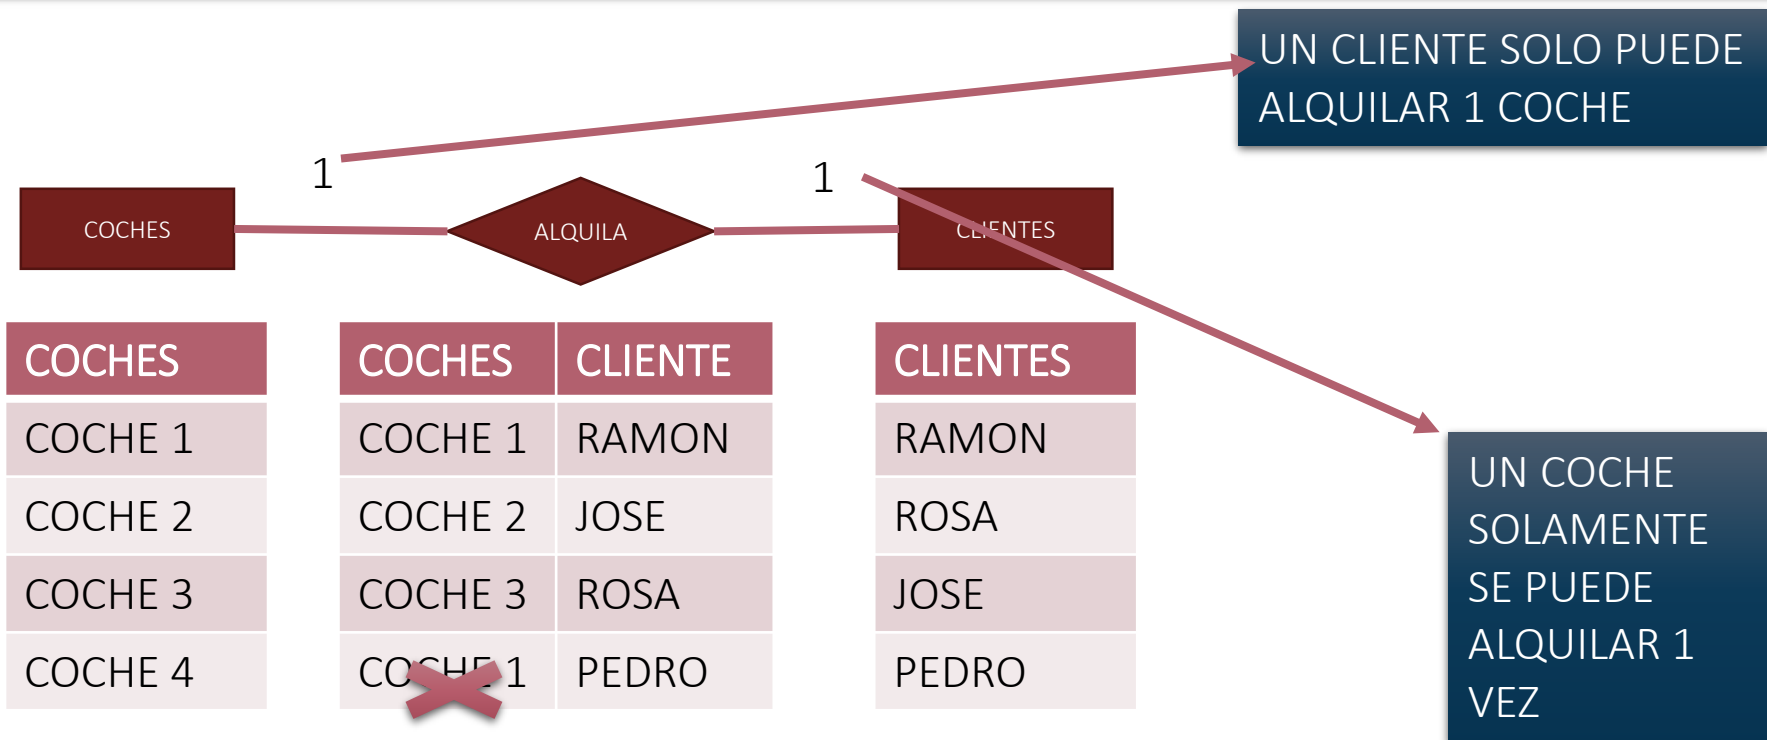 UN CLIENTE SOLO PUEDE
ALQUILAR 1 COCHE
1
1
COCHES
ALQUILA
CLIENTES
COCHES
COCHE 1
COCHE 2
COCHE 3
COCHE 4
COCHES CLIENTE
COCHE 1 RAMON
COCHE 2 JOSE
COCHE 3 ROSA
COCHE 1 PEDRO
CLIENTES
RAMON
ROSA
JOSE
PEDRO
UN COCHE
SOLAMENTE
SE PUEDE
ALQUILAR 1
VEZ